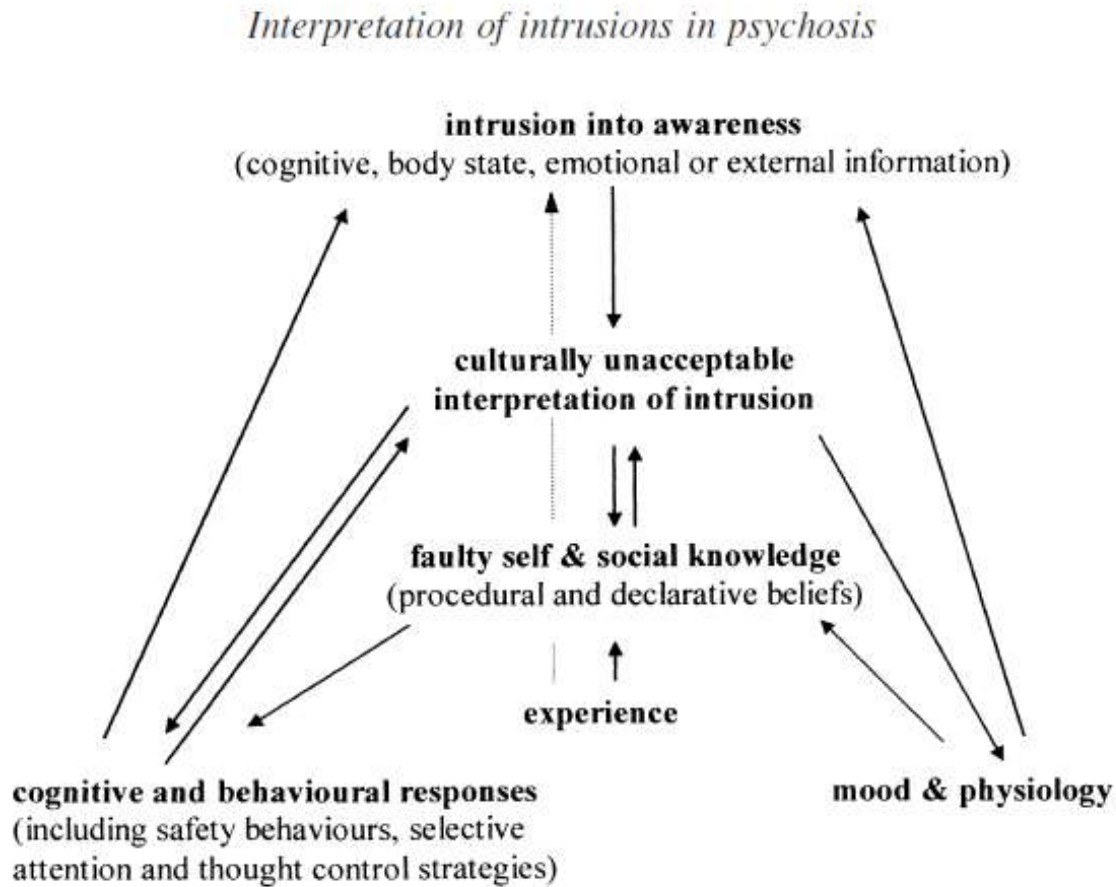 Interpretation of intrusions in psychosis
intrusion into awareness
(cognitive, body state, emotional or external information)
culturally unacceptable
interpretation of intrusion
faulty self & social knowledge
(procedural and declarative beliefs)
experience
cognitive and behavioural responses
(including safety behaviours, selective
attention and thought control strategies)
mood & physiology